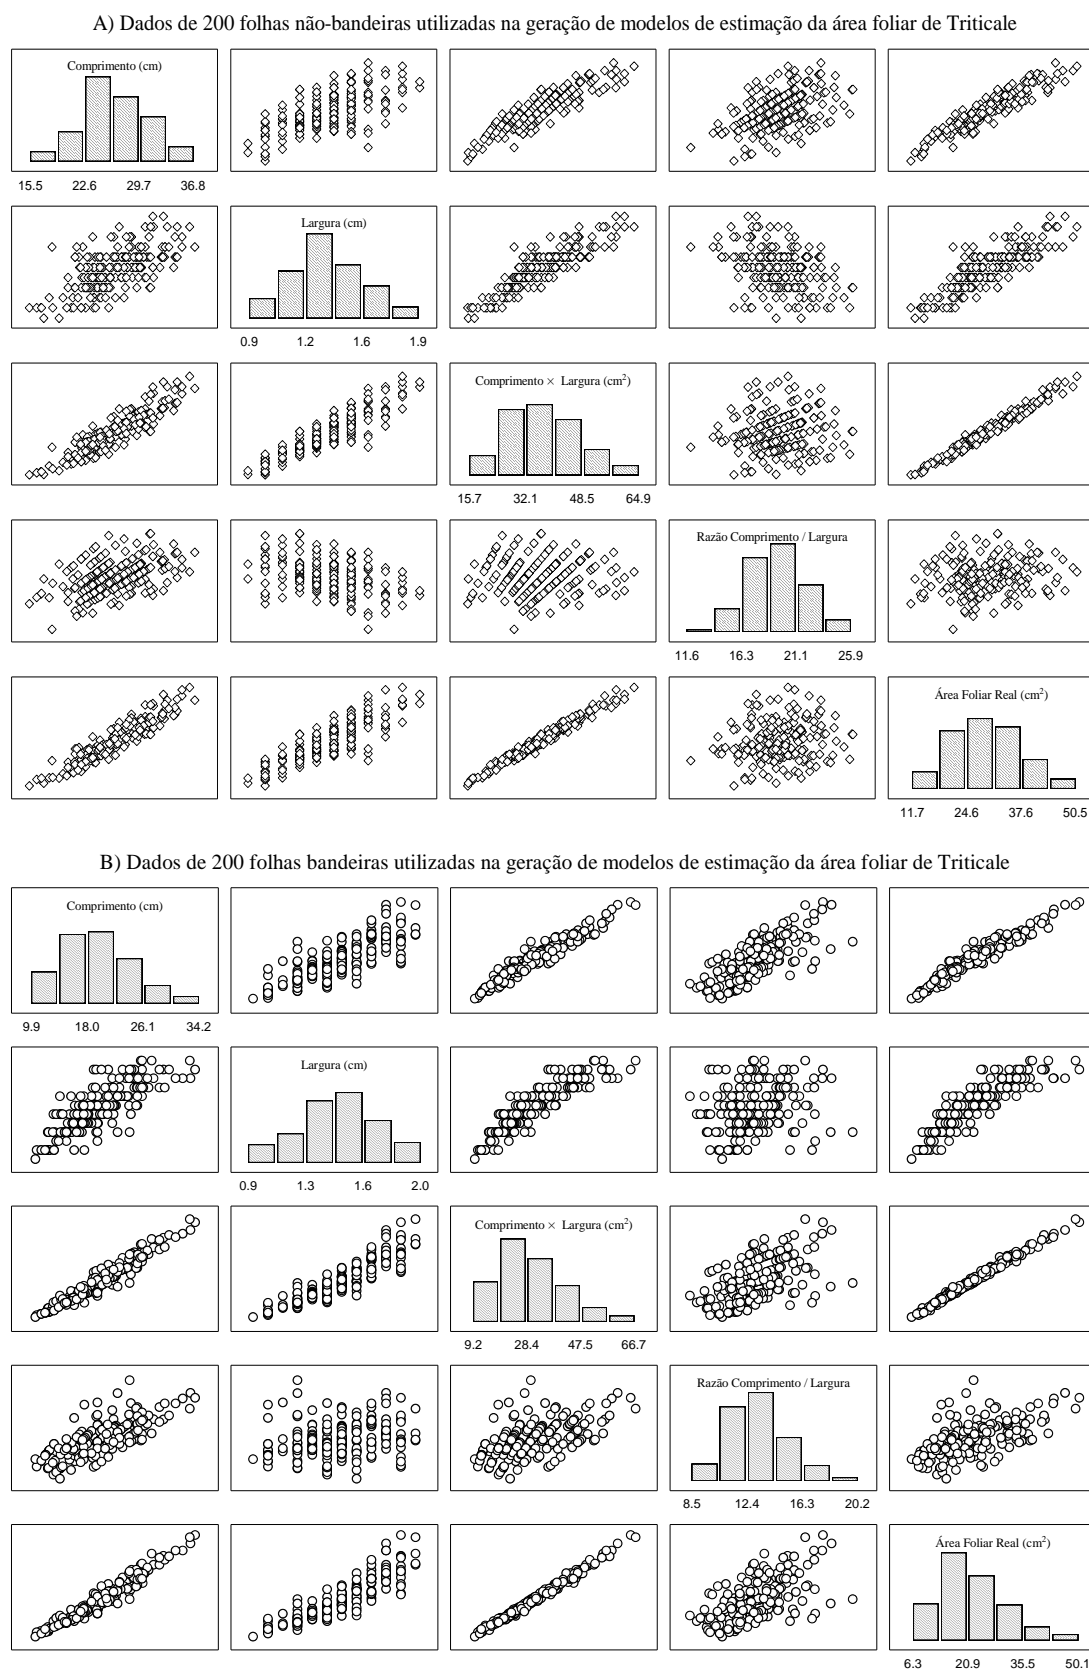 A) Dados de 200 folhas não-bandeiras utilizadas na geração de modelos de estimação da área foliar de Triticale
Comprimento (cm)
15.5 22.6 29.7 36.8
Largura (cm)
0.9 1.2 1.6 1.9
Comprimento × Largura (cm²)
15.7 32.1 48.5 64.9
Razão Comprimento / Largura
11.6 16.3 21.1 25.9
Área Foliar Real (cm²)
11.7 24.6 37.6 50.5
B) Dados de 200 folhas bandeiras utilizadas na geração de modelos de estimação da área foliar de Triticale
Comprimento (cm)
9.9 18.0 26.1 34.2
Largura (cm)
0.9 1.3 1.6 2.0
Comprimento × Largura (cm²)
9.2 28.4 47.5 66.7
Razão Comprimento / Largura
8.5 12.4 16.3 20.2
Área Foliar Real (cm²)
6.3 20.9 35.5 50.1